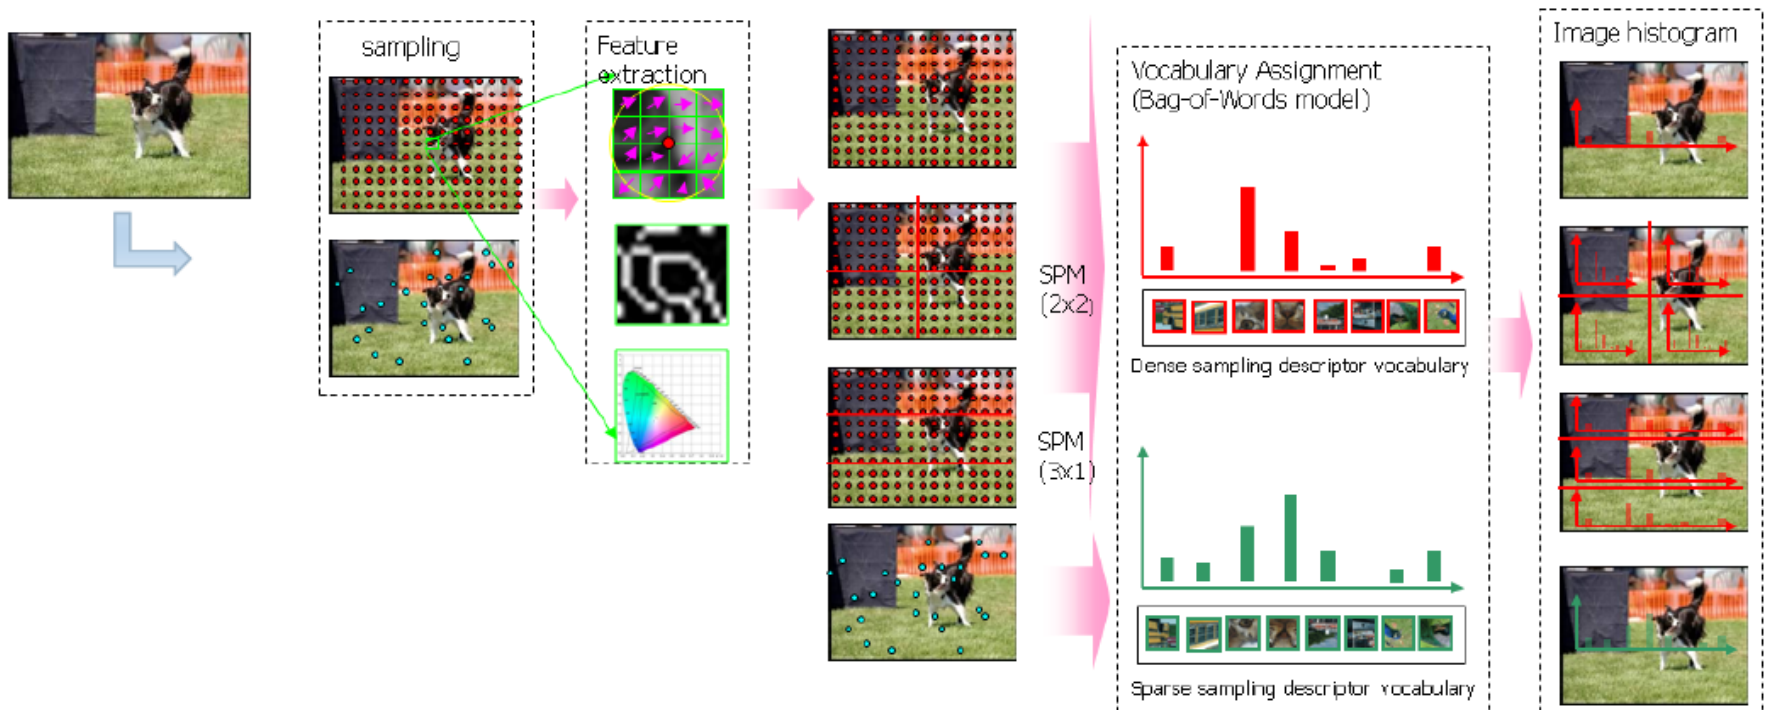 sampling
Feature
extraction
SPM
(2x2)
SPM
(3x1)
Vocabulary Assignment
(Bag-of-Words model)
Dense sampling descriptor vocabulary
Sparse sampling descriptor vocabulary
Image histogram